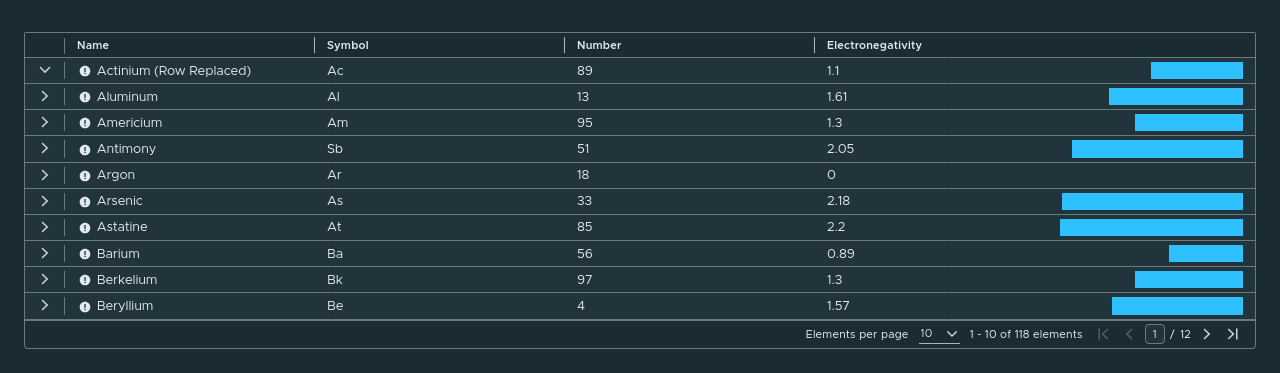 Name Symbol Number Electronegativity
Actinium (Row Replaced) Ac 89 1.1
Aluminum Al 13 1.61
Americium Am 95 1.3
Antimony Sb 51 2.05
Argon Ar 18 0
Arsenic As 33 2.18
Astatine At 85 2.2
Barium Ba 56 0.89
Berkelium Bk 97 1.3
Beryllium Be 4 1.57
Elements per page 10 1 - 10 of 118 elements 1 / 12